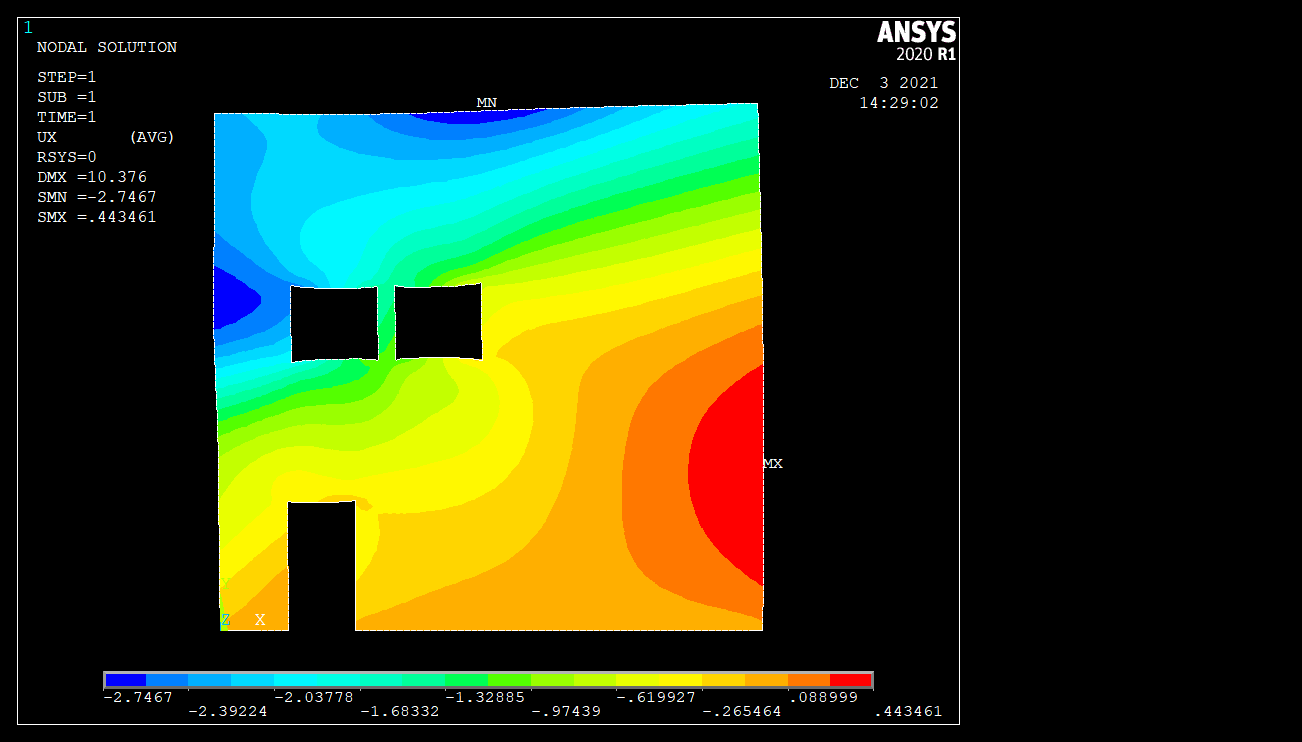 1
ANSYS
2020 R1
NODAL SOLUTION
STEP=1
SUB =1
TIME=1
UX (AVG)
RSYS=0
DMX =10.376
SMN =-2.7467
SMX =.443461
DEC 3 2021
14:29:02
MN
MX
Z X
-2.7467 -2.03778 -1.32885 -.619927 .088999
-2.39224 -1.68332 -.97439 -.265464 .443461